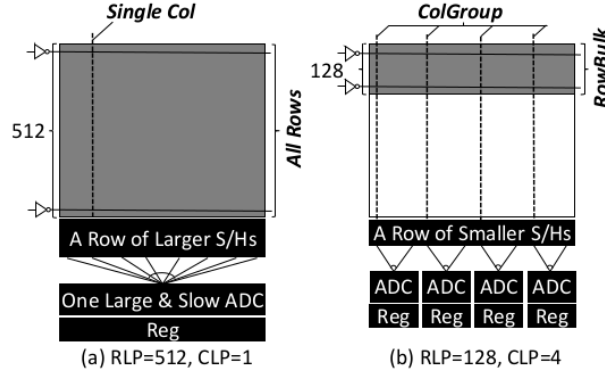 Single Col
512
All Rows
A Row of Larger S/Hs
One Large & Slow ADC
Reg
(a) RLP=512, CLP=1
ColGroup
128
RowBulk
A Row of Smaller S/Hs
ADC ADC ADC ADC
Reg Reg Reg Reg
(b) RLP=128, CLP=4